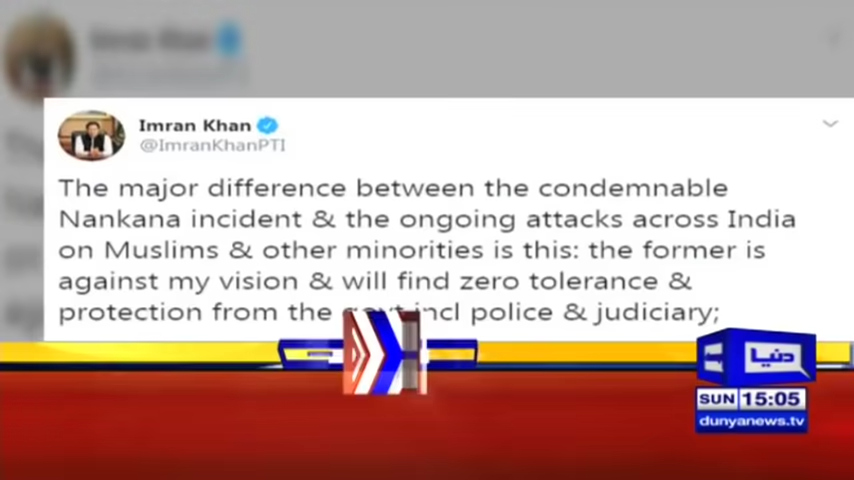 Imran Khan
@ImranKhanPTI
The major difference between the condemnable
Nankana incident & the ongoing attacks across India
on Muslims & other minorities is this: the former is
against my vision & will find zero tolerance &
protection from the govt incl police & judiciary;
دنیا
SUN 15:05
dunyanews.tv